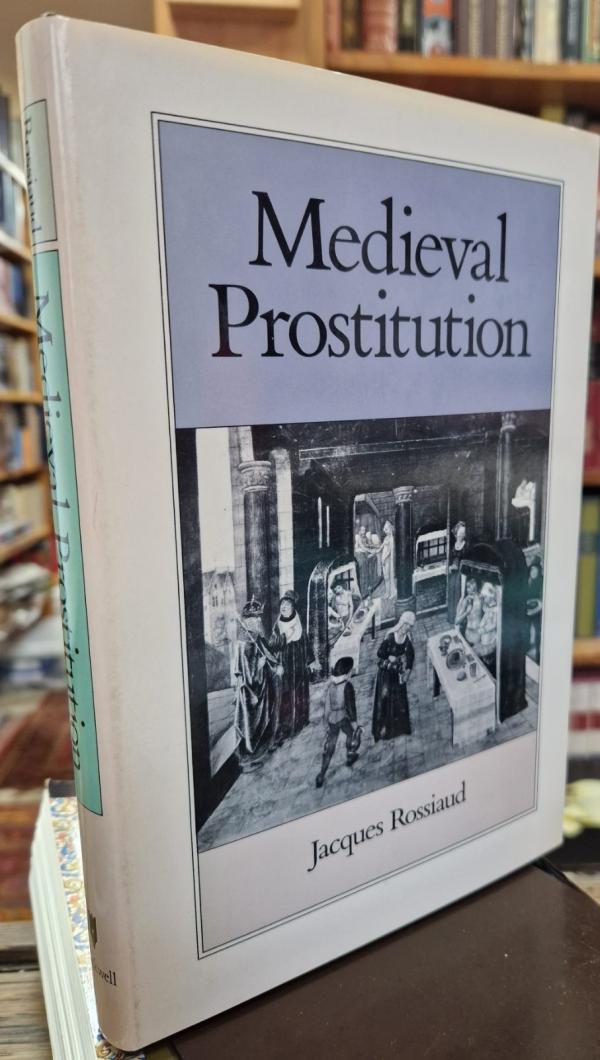 Medieval
Prostitution
Jacques Rossiaud
Rossiaud
Medieval Prostitution